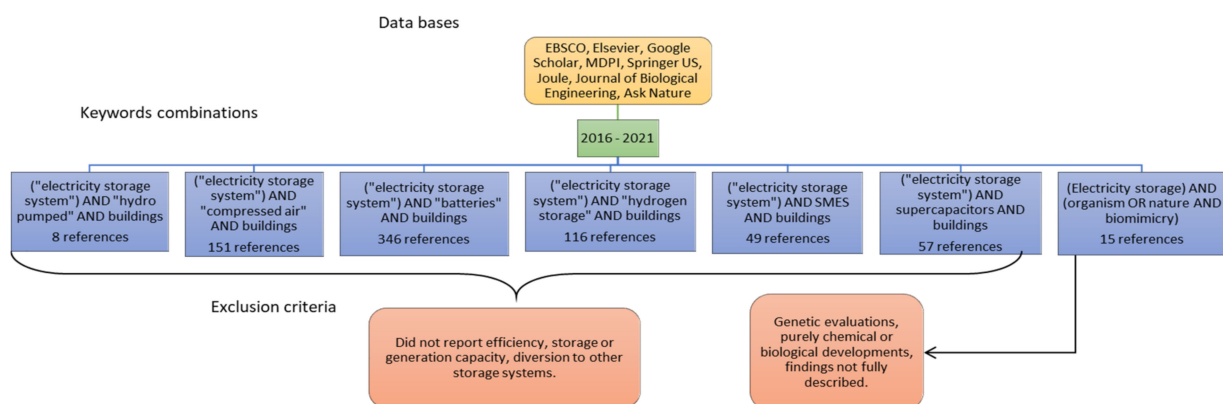 Data bases
EBSCO, Elsevier, Google
Scholar, MDPI, Springer US,
Joule, Journal of Biological
Engineering, Ask Nature
Keywords combinations
2016 - 2021
("electricity storage
system") AND "hydro
pumped" AND buildings
8 references
("electricity storage
system") AND
"compressed air"
AND buildings
151 references
("electricity storage
system") AND "batteries"
AND buildings
346 references
("electricity storage
system") AND "hydrogen
storage" AND buildings
116 references
("electricity storage
system") AND SMES
AND buildings
49 references
("electricity storage
system") AND
supercapacitors AND
buildings
57 references
(Electricity storage) AND
(organism OR nature AND
biomimicry)
15 references
Exclusion criteria
Did not report efficiency, storage or
generation capacity, diversion to other
storage systems.
Genetic evaluations,
purely chemical or
biological developments,
findings not fully
described.